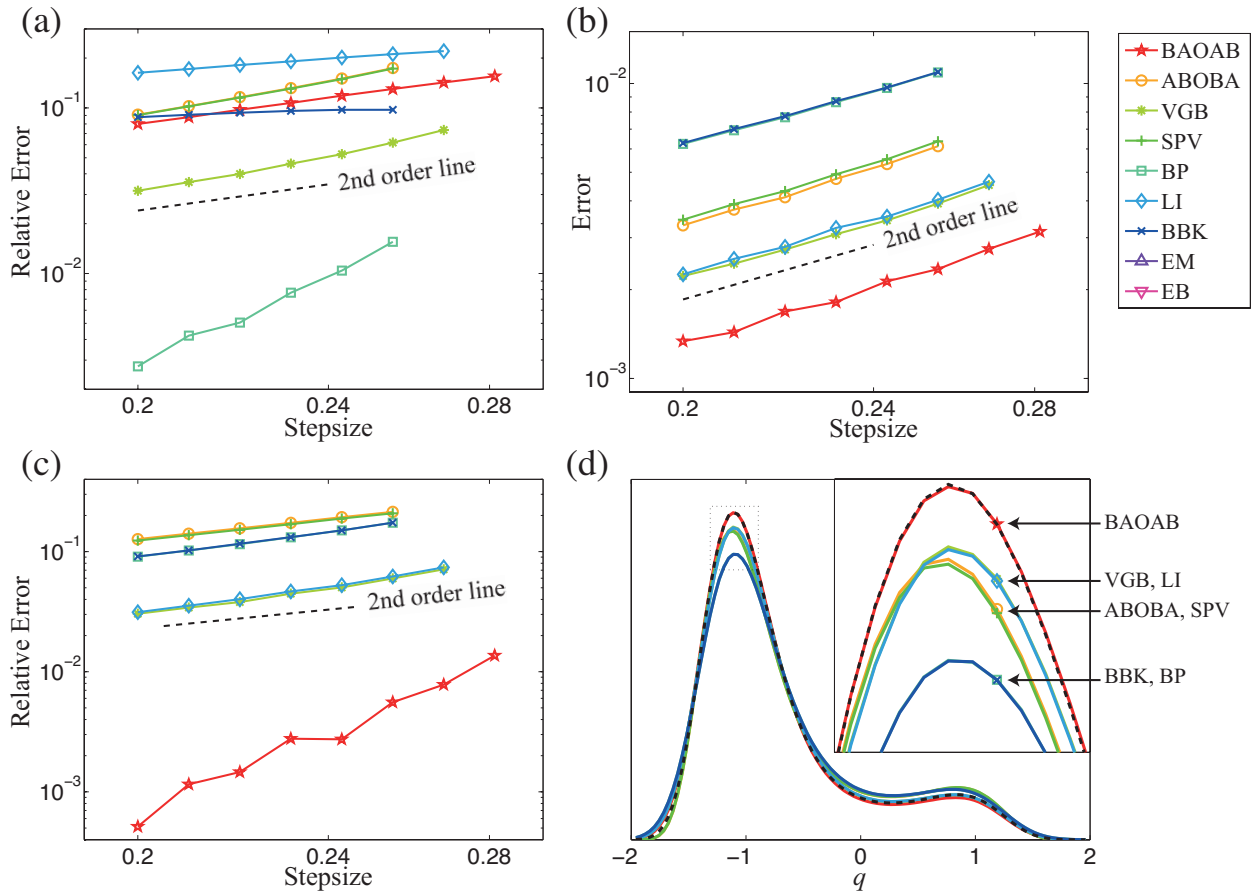 (a)
Relative Error
10⁻¹
10⁻²
2nd order line
0.2
0.24
0.28
Stepsize
(b)
Error
10⁻²
10⁻³
2nd order line
0.2
0.24
0.28
Stepsize
BAOAB
ABOBA
VGB
SPV
BP
LI
BBK
EM
EB
(c)
Relative Error
10⁻¹
10⁻²
10⁻³
2nd order line
0.2
0.24
0.28
Stepsize
(d)
BAOAB
VGB, LI
ABOBA, SPV
BBK, BP
−2
−1
0
1
2
q